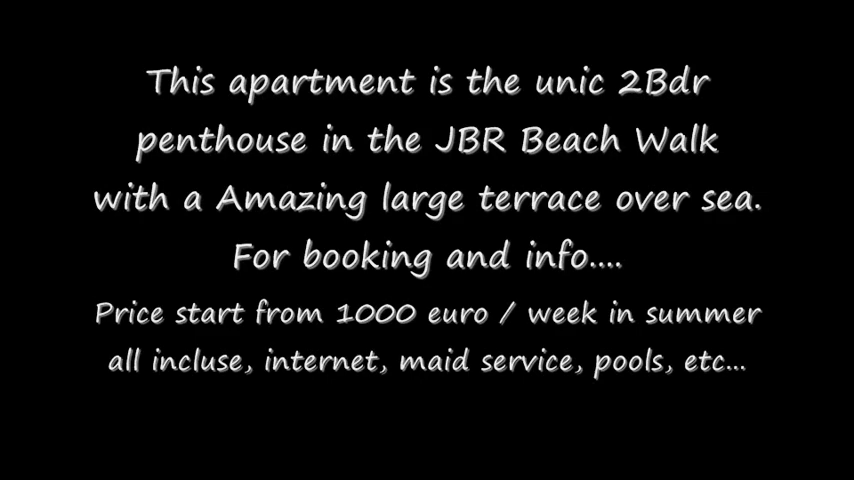 This apartment is the unic 2Bdr
penthouse in the JBR Beach Walk
with a Amazing large terrace over sea.
For booking and info....
Price start from 1000 euro / week in summer
all incluse, internet, maid service, pools, etc...